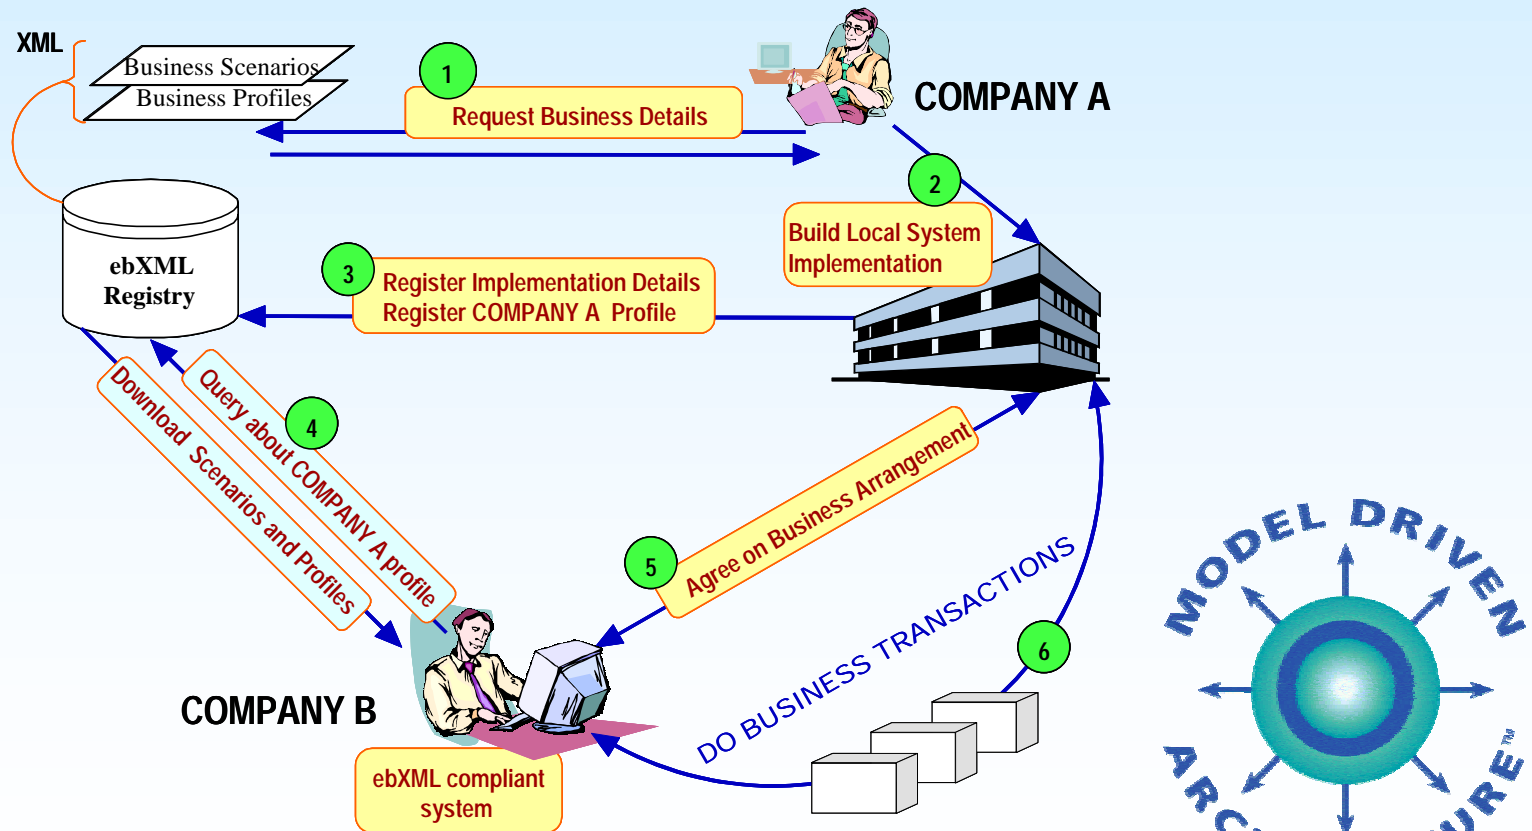 XML
Business Scenarios
Business Profiles
1
Request Business Details
COMPANY A
2
Build Local System
Implementation
ebXML
Registry
3
Register Implementation Details
Register COMPANY A Profile
Download Scenarios and Profiles
Query about COMPANY A profile
4
5
Agree on Business Arrangement
DO BUSINESS TRANSACTIONS
6
COMPANY B
ebXML compliant
system
MODEL DRIVEN